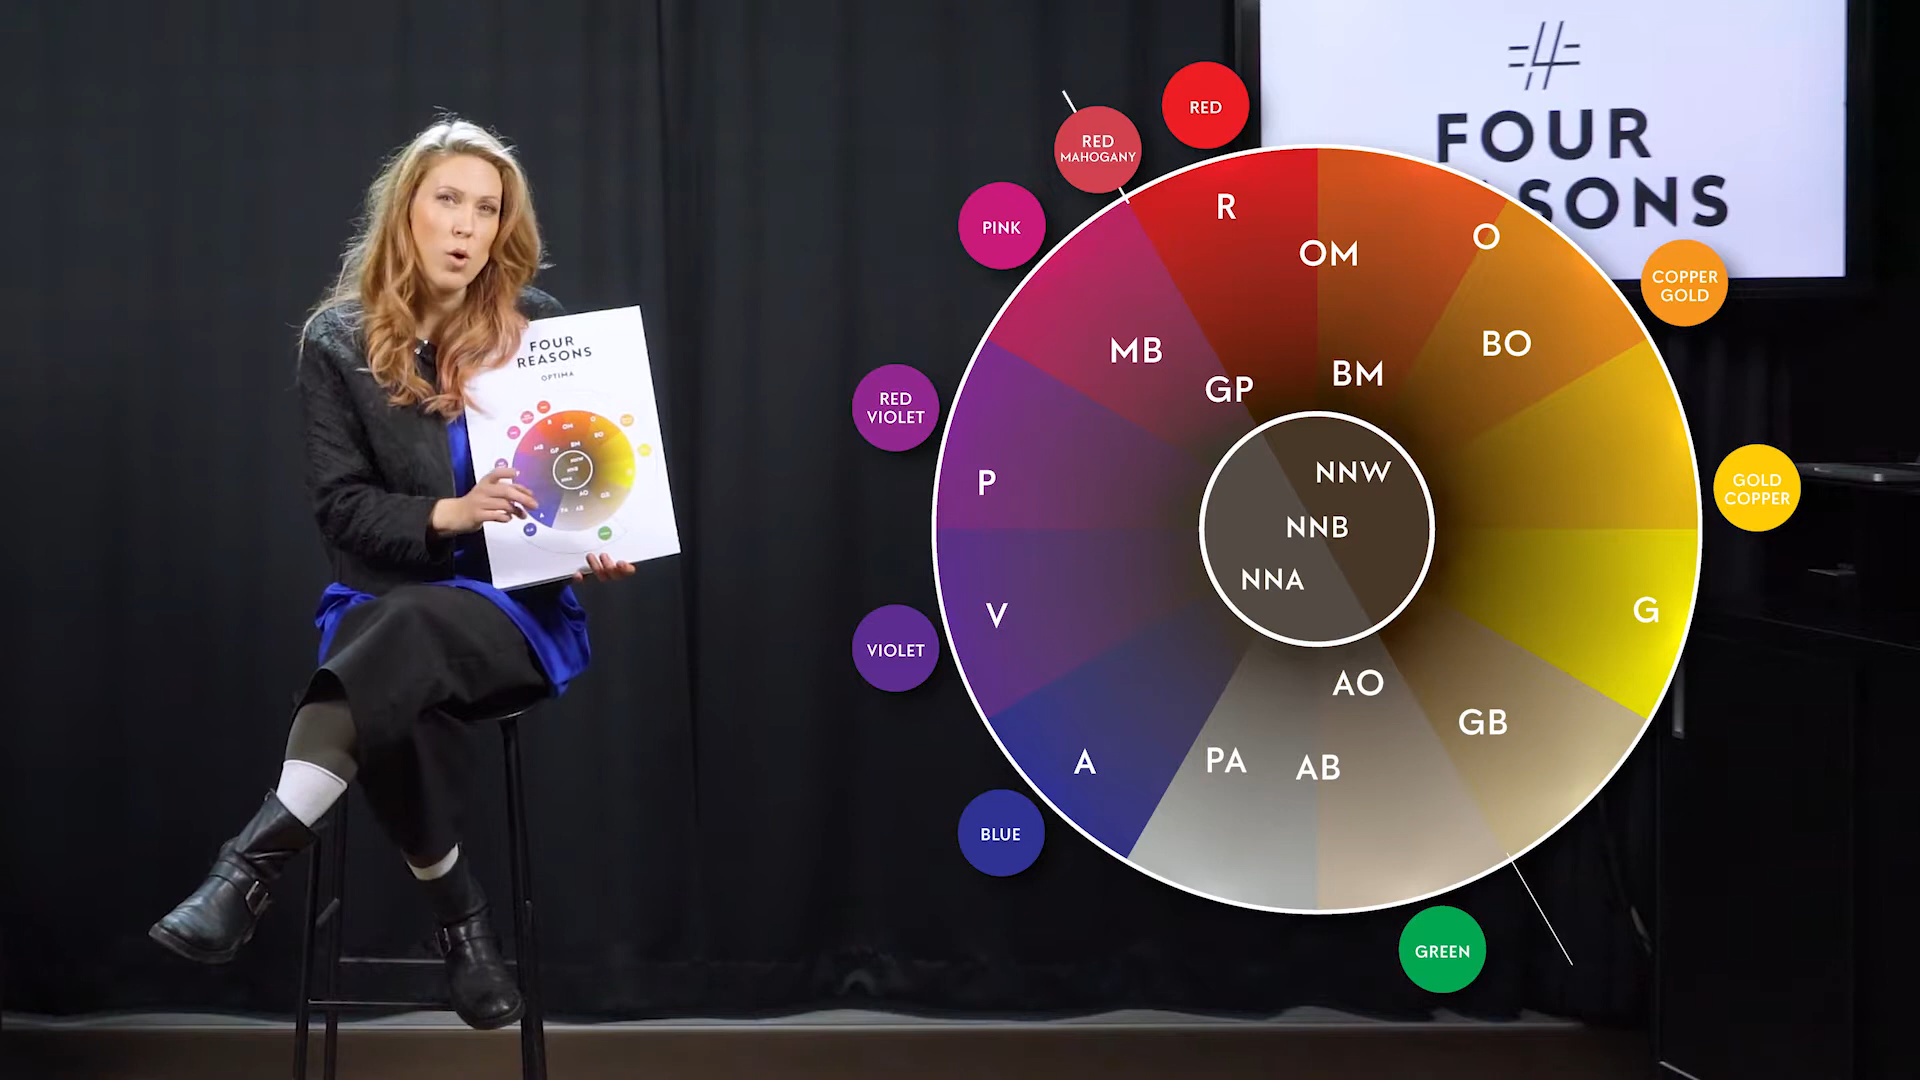 FOUR
SONS
FOUR
REASONS
OPTIMA
RED
RED
MAHOGANY
PINK
RED
VIOLET
VIOLET
BLUE
GREEN
GOLD
COPPER
COPPER
GOLD
R
OM
O
MB
GP
BM
BO
P
V
A
PA
AB
AO
GB
G
NNW
NNB
NNA